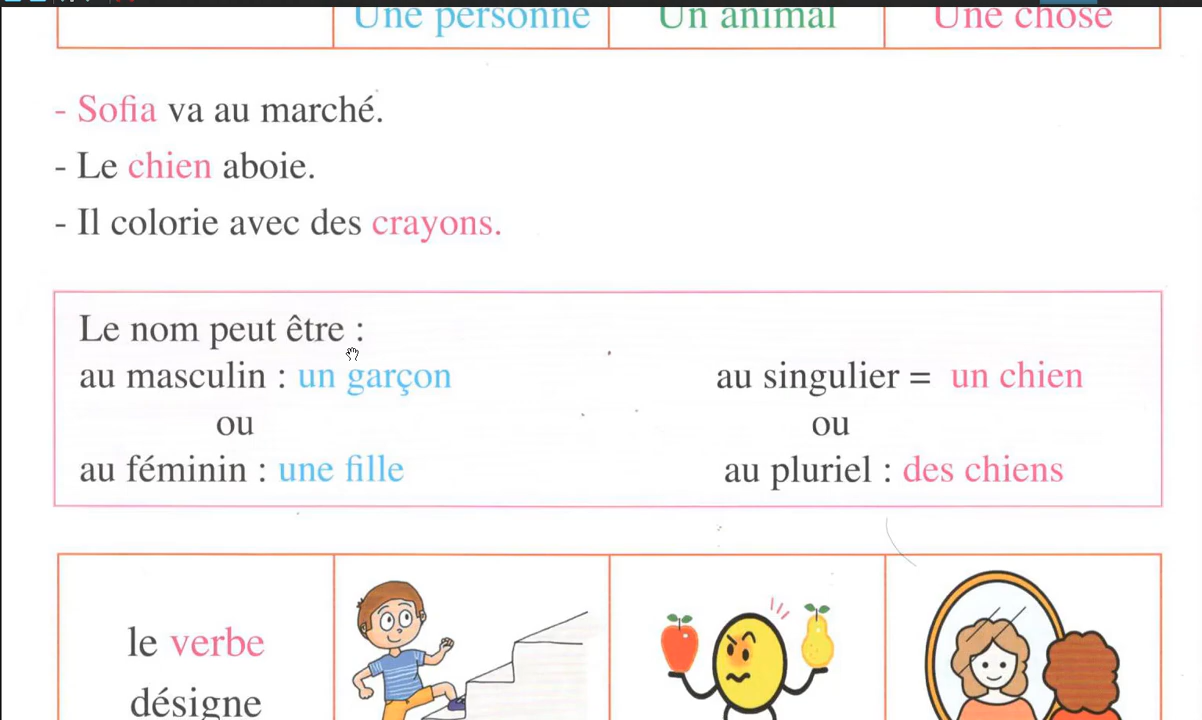 Une personne
Un animal
Une chose
- Sofia va au marché.
- Le chien aboie.
- Il colorie avec des crayons.
Le nom peut être :
au masculin : un garçon
ou
au féminin : une fille
au singulier = un chien
ou
au pluriel : des chiens
le verbe
désigne